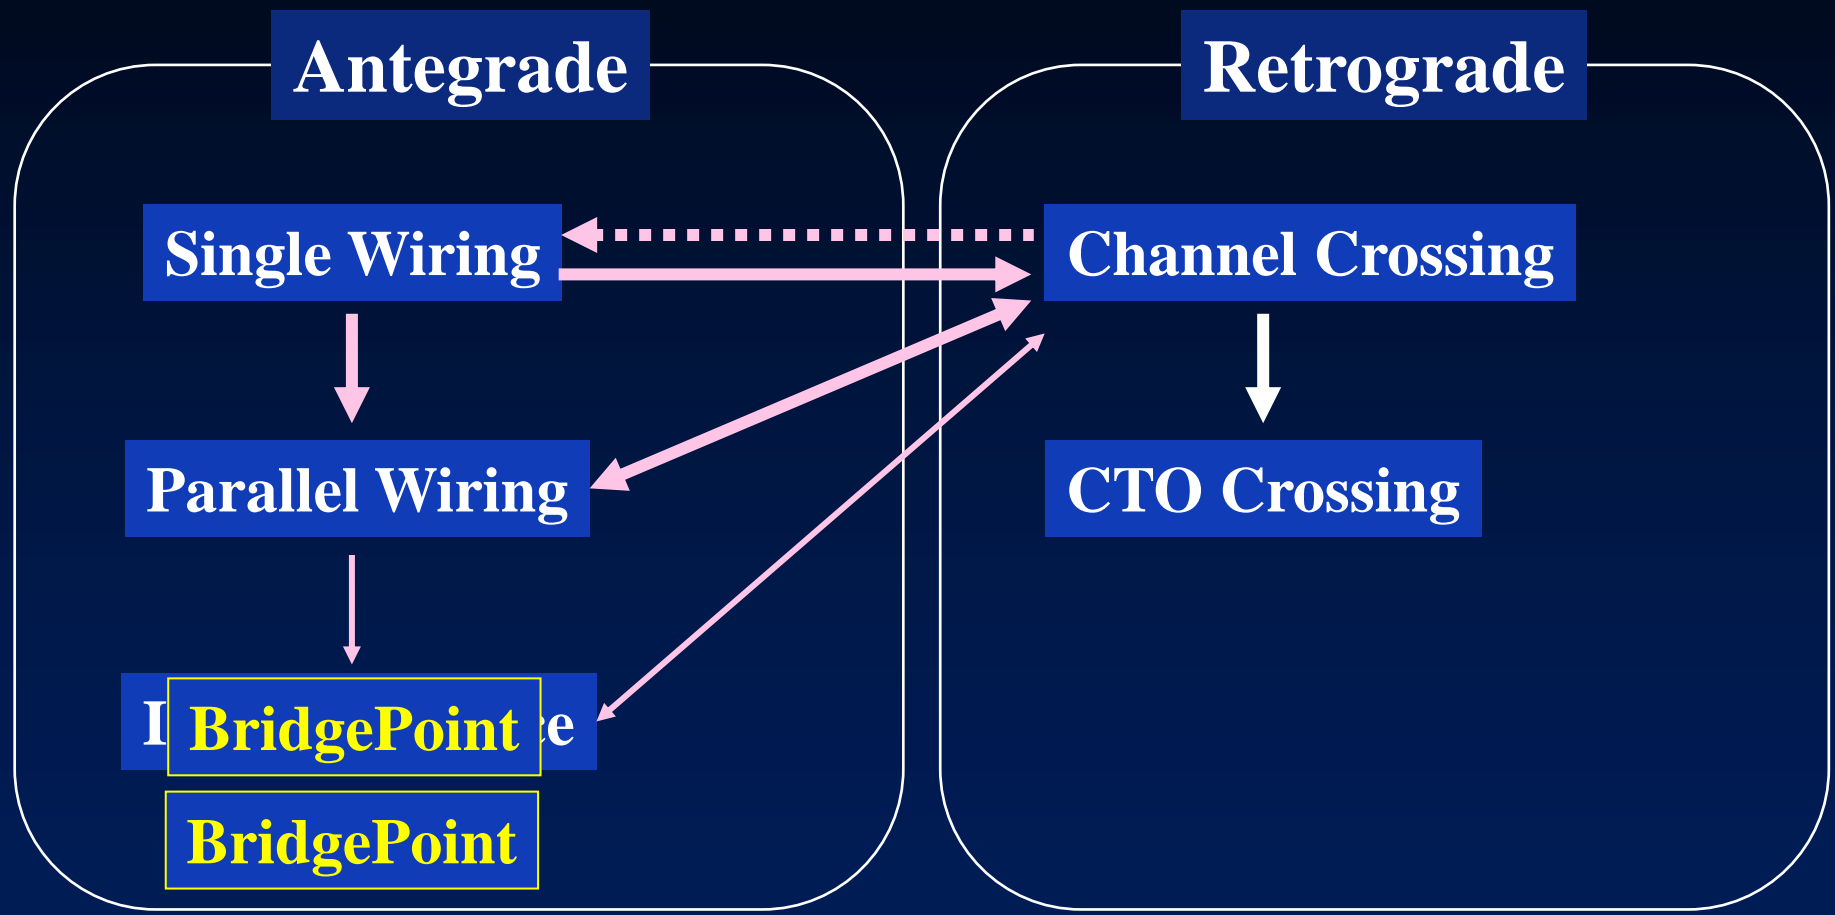 Antegrade
Retrograde
Single Wiring
Channel Crossing
Parallel Wiring
CTO Crossing
BridgePoint
BridgePoint